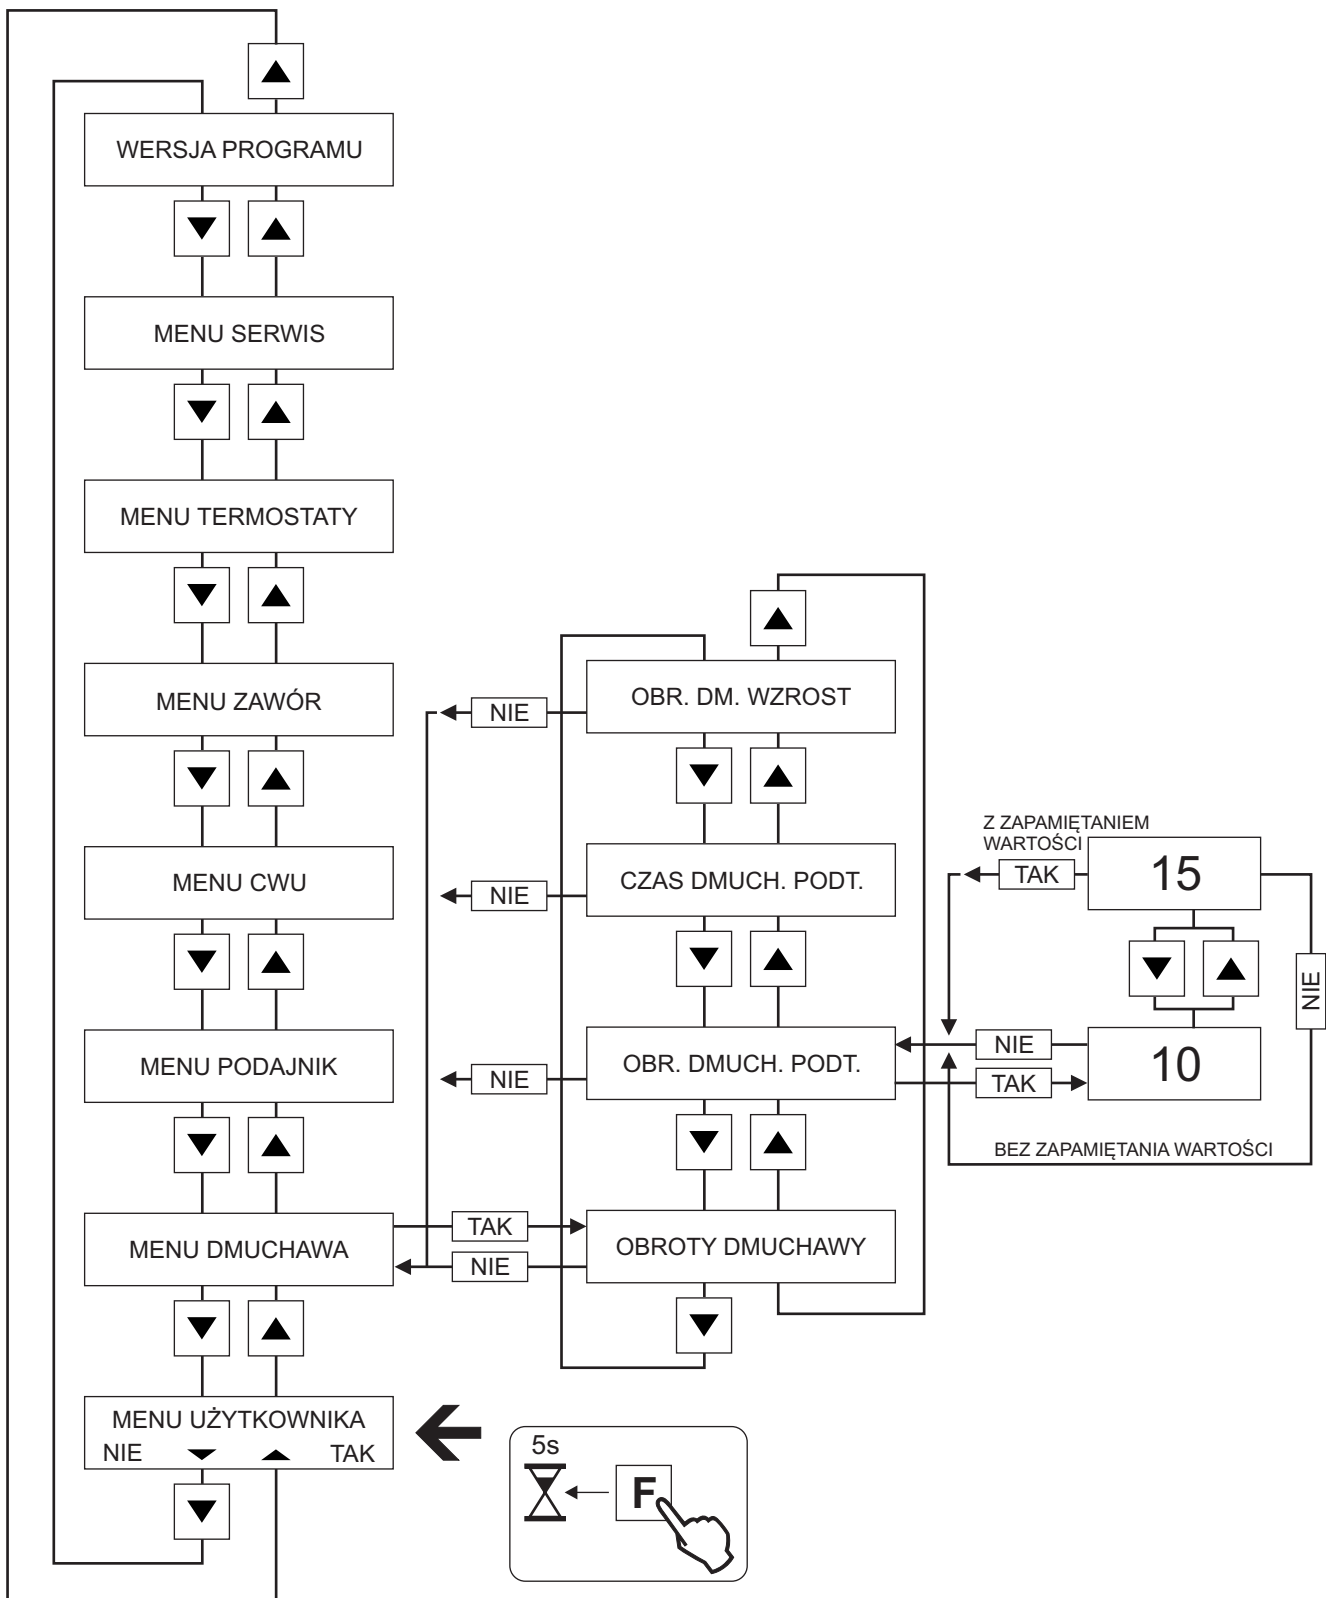 WERSJA PROGRAMU
MENU SERWIS
MENU TERMOSTATY
MENU ZAWÓR
MENU CWU
MENU PODAJNIK
MENU DMUCHAWA
MENU UŻYTKOWNIKA
NIE TAK
TAK
NIE
NIE
NIE
NIE
OBR. DM. WZROST
CZAS DMUCH. PODT.
OBR. DMUCH. PODT.
OBROTY DMUCHAWY
Z ZAPAMIĘTANIEM
WARTOŚCI
TAK
15
NIE
NIE
TAK
10
BEZ ZAPAMIĘTANIA WARTOŚCI
5s
F